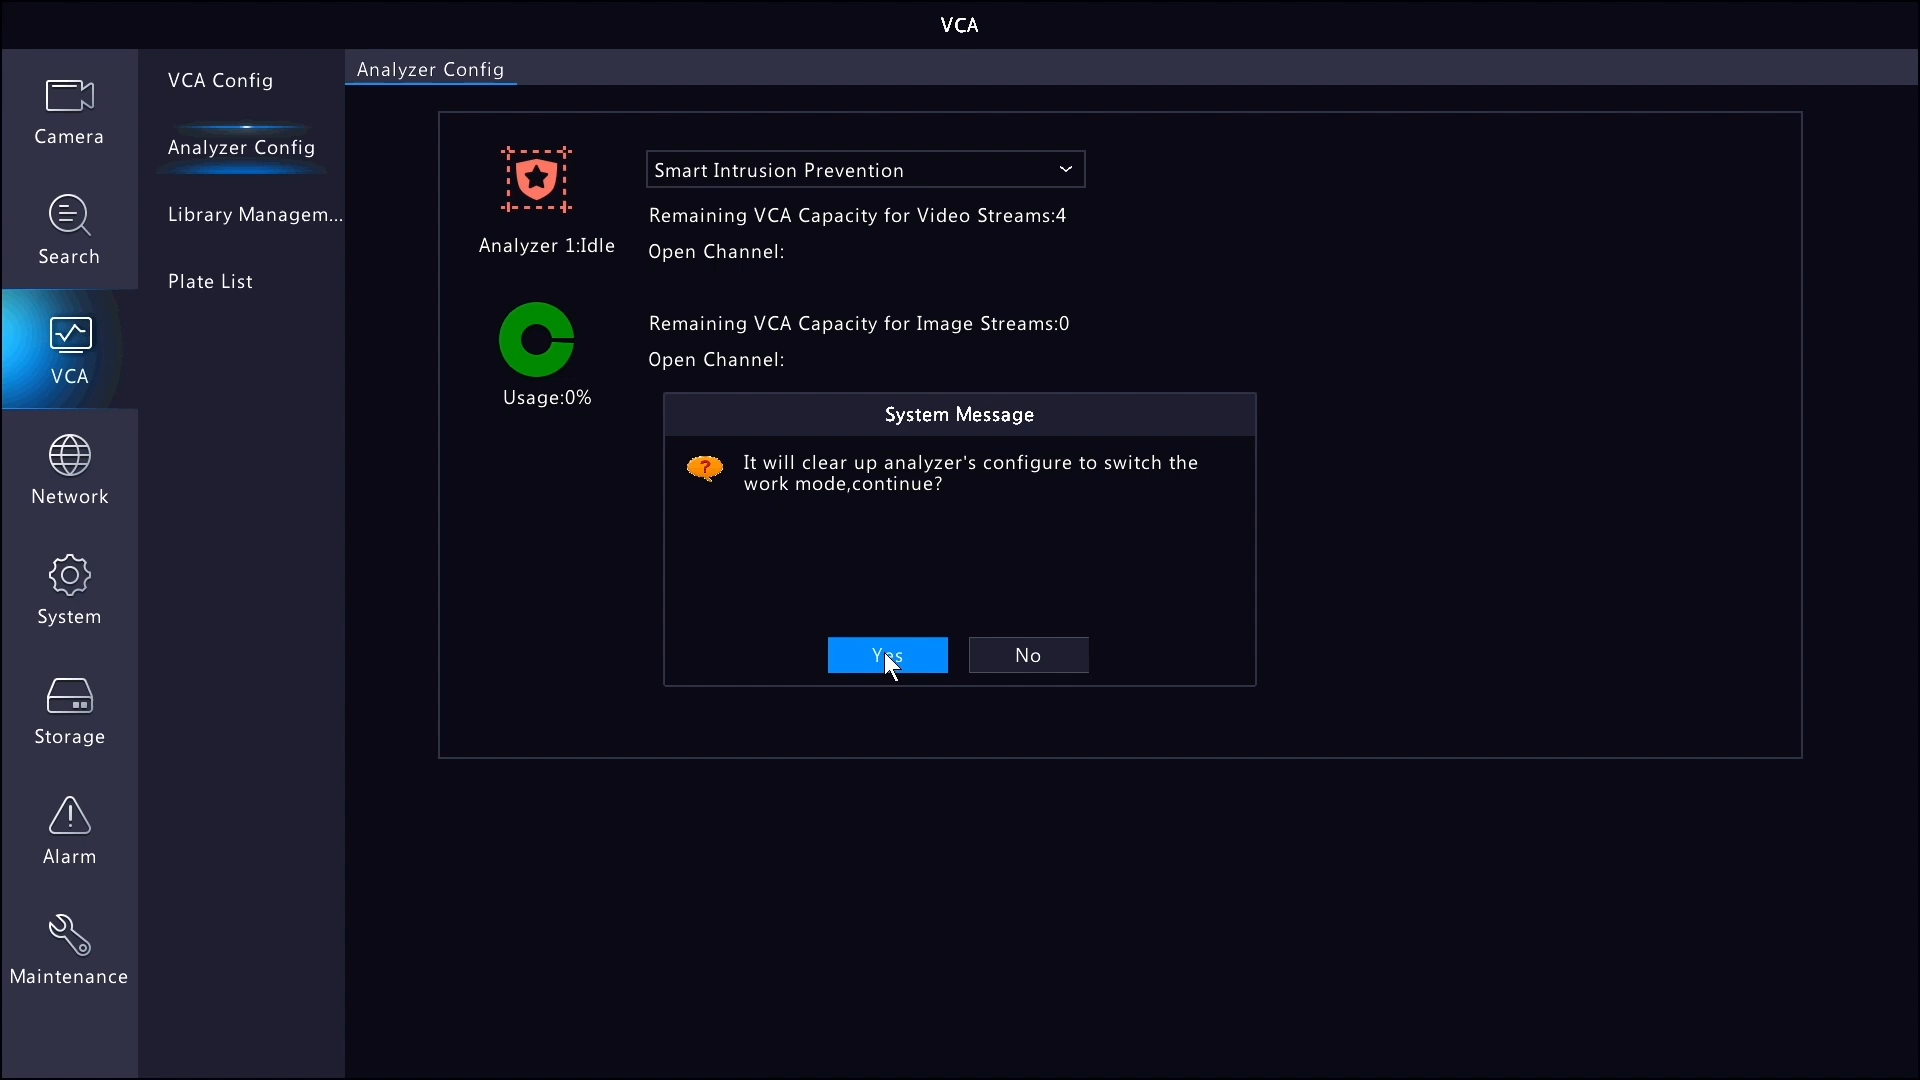 VCA
Camera
Search
VCA
Network
System
Storage
Alarm
Maintenance
VCA Config
Analyzer Config
Library Managem...
Plate List
Analyzer Config
Smart Intrusion Prevention
Remaining VCA Capacity for Video Streams:4
Analyzer 1:Idle
Open Channel:
Remaining VCA Capacity for Image Streams:0
Open Channel:
Usage:0%
System Message
It will clear up analyzer's configure to switch the
work mode,continue?
Yes
No